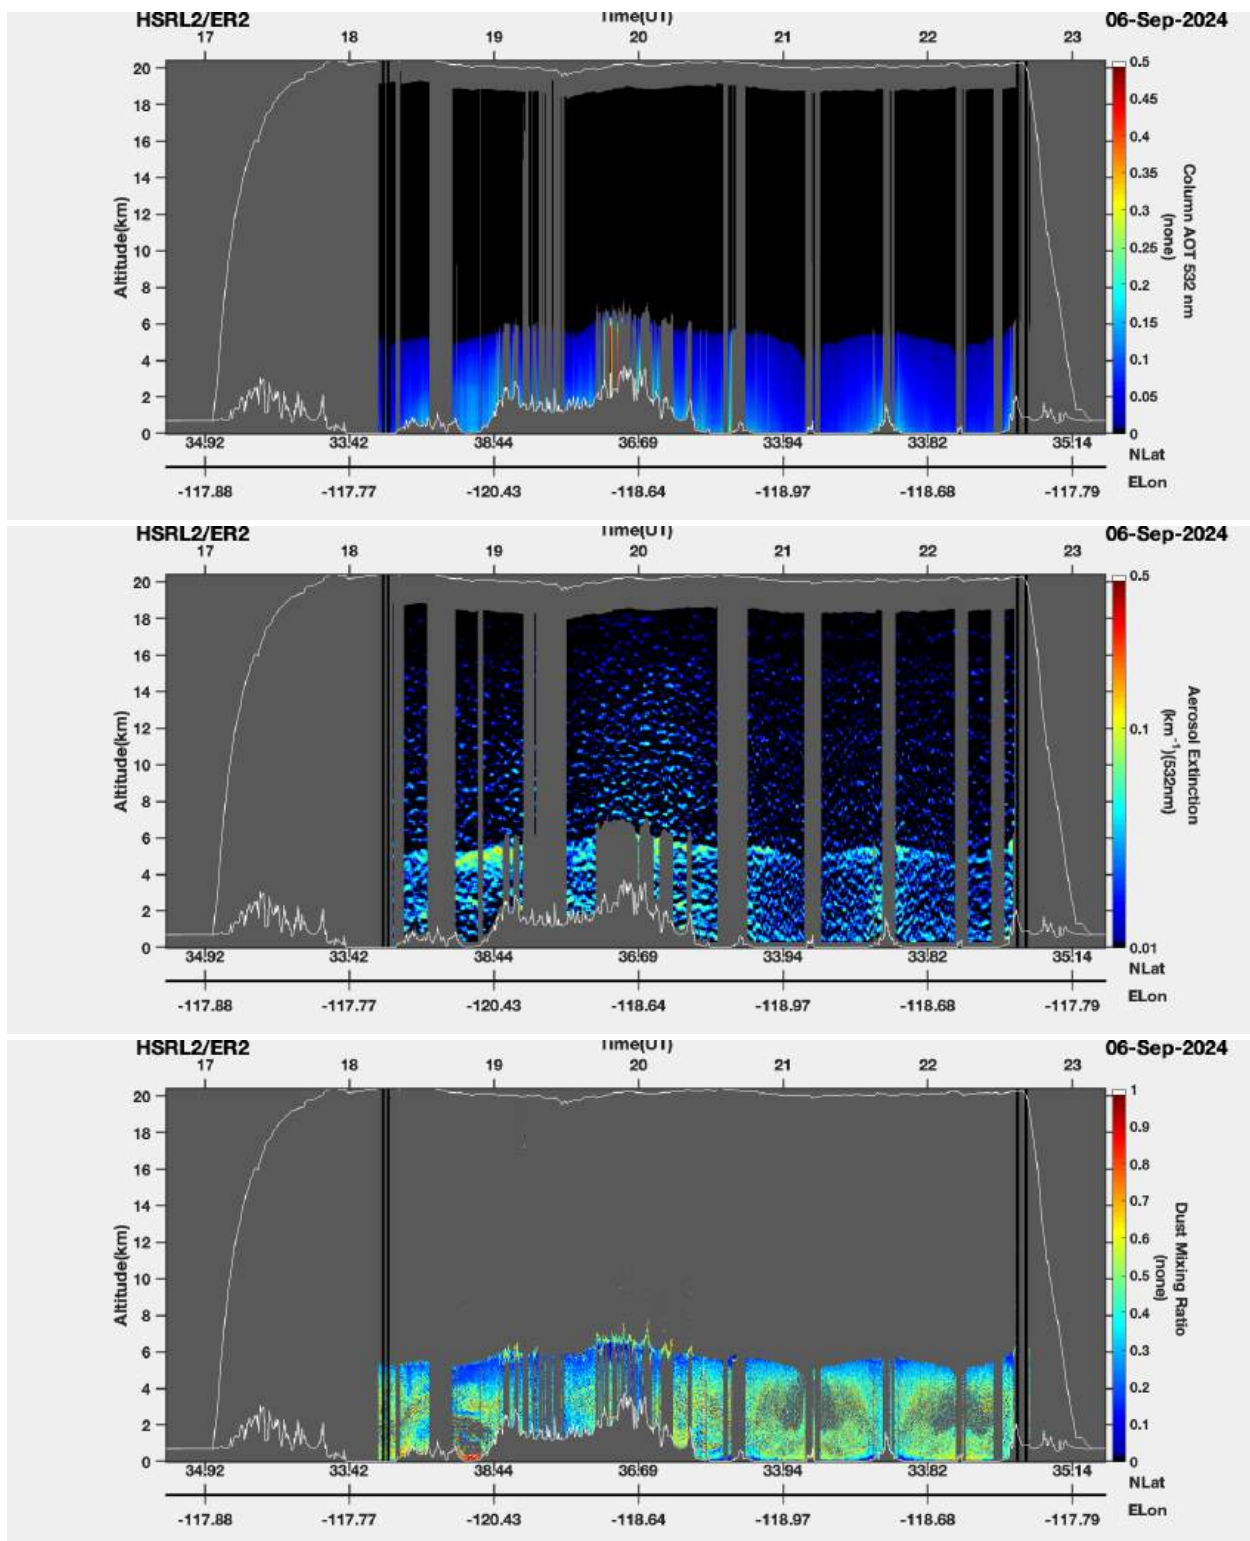 HSRL2/ER2 Time(UT) 06-Sep-2024
17 18 19 20 21 22 23
20
18
16
14
12
10
8
6
4
2
0
Altitude(km)
0.5
0.45
0.4
0.35
0.3
0.25
0.2
0.15
0.1
0.05
0
Column AOT 532 nm
(none)
34.92 33.42 38.44 36.69 33.94 33.82 35.14
NLat
ELon
-117.88 -117.77 -120.43 -118.64 -118.97 -118.68 -117.79
HSRL2/ER2 Time(UT) 06-Sep-2024
17 18 19 20 21 22 23
20
18
16
14
12
10
8
6
4
2
0
Altitude(km)
0.5
0.1
0.01
Aerosol Extinction
(km⁻¹)(532nm)
34.92 33.42 38.44 36.69 33.94 33.82 35.14
NLat
ELon
-117.88 -117.77 -120.43 -118.64 -118.97 -118.68 -117.79
HSRL2/ER2 Time(UT) 06-Sep-2024
17 18 19 20 21 22 23
20
18
16
14
12
10
8
6
4
2
0
Altitude(km)
1
0.9
0.8
0.7
0.6
0.5
0.4
0.3
0.2
0.1
0
Dust Mixing Ratio
(none)
34.92 33.42 38.44 36.69 33.94 33.82 35.14
NLat
ELon
-117.88 -117.77 -120.43 -118.64 -118.97 -118.68 -117.79